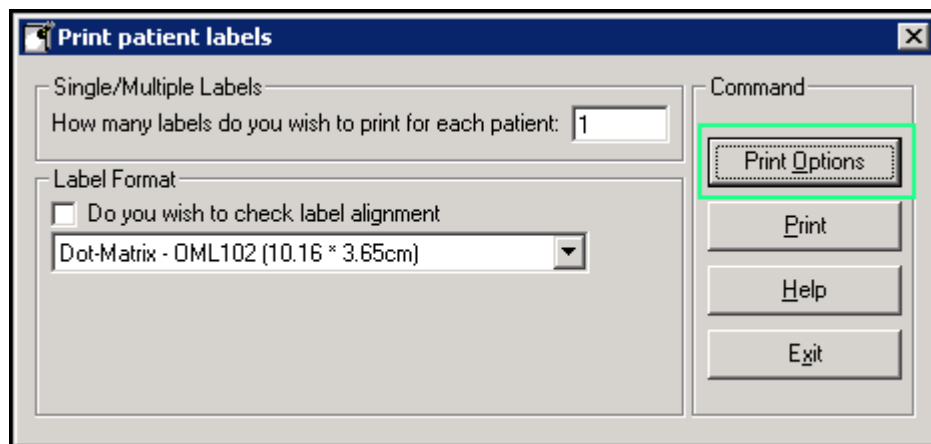 Print patient labels
Single/Multiple Labels
How many labels do you wish to print for each patient: 1
Label Format
Do you wish to check label alignment
Dot-Matrix - OML102 (10.16 * 3.65cm)
Command
Print Options
Print
Help
Exit